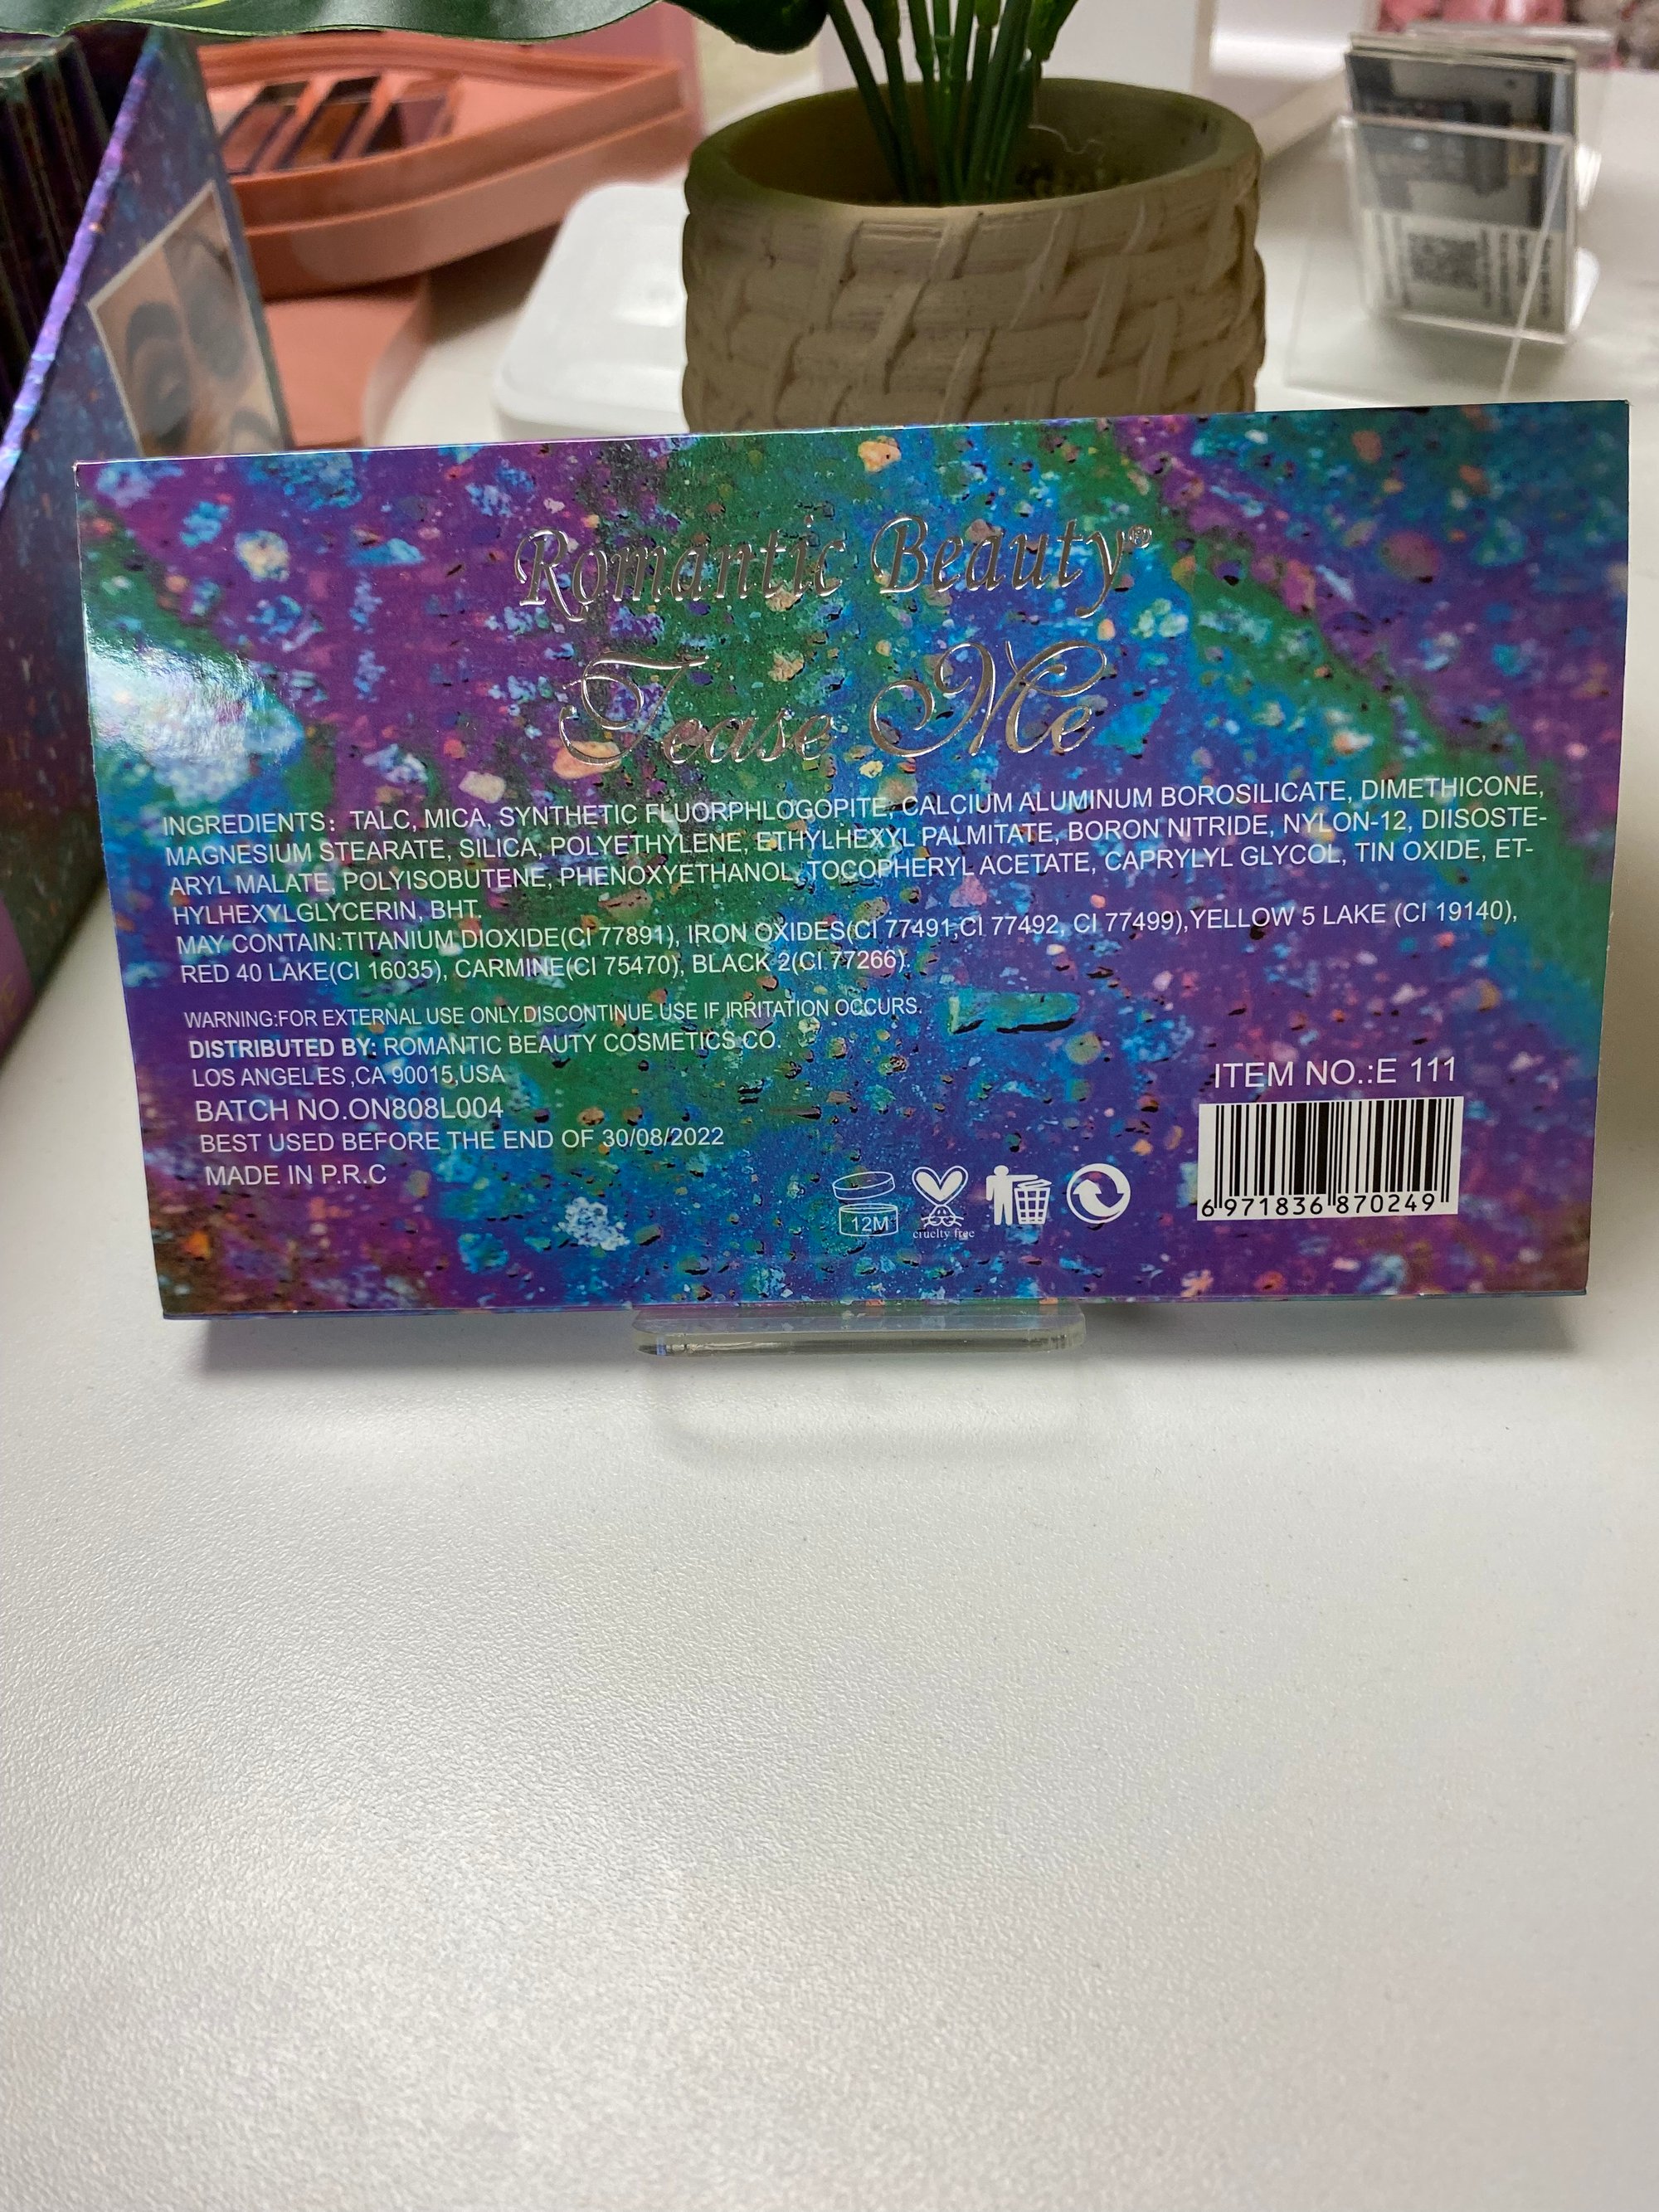 Romantic Beauty®
Tease Me
INGREDIENTS: TALC, MICA, SYNTHETIC FLUORPHLOGOPITE, CALCIUM ALUMINUM BOROSILICATE, DIMETHICONE,
MAGNESIUM STEARATE, SILICA, POLYETHYLENE, ETHYLHEXYL PALMITATE, BORON NITRIDE, NYLON-12, DIISOSTE-
ARYL MALATE, POLYISOBUTENE, PHENOXYETHANOL, TOCOPHERYL ACETATE, CAPRYLYL GLYCOL, TIN OXIDE, ET-
HYLHEXYLGLYCERIN, BHT.
MAY CONTAIN:TITANIUM DIOXIDE(CI 77891), IRON OXIDES(CI 77491,CI 77492, CI 77499),YELLOW 5 LAKE (CI 19140),
RED 40 LAKE(CI 16035), CARMINE(CI 75470), BLACK 2(CI 77266).
WARNING:FOR EXTERNAL USE ONLY.DISCONTINUE USE IF IRRITATION OCCURS.
DISTRIBUTED BY: ROMANTIC BEAUTY COSMETICS CO.
LOS ANGELES ,CA 90015,USA
BATCH NO.ON808L004
BEST USED BEFORE THE END OF 30/08/2022
MADE IN P.R.C
12M
cruelty free
ITEM NO.:E 111
6 971836 870249